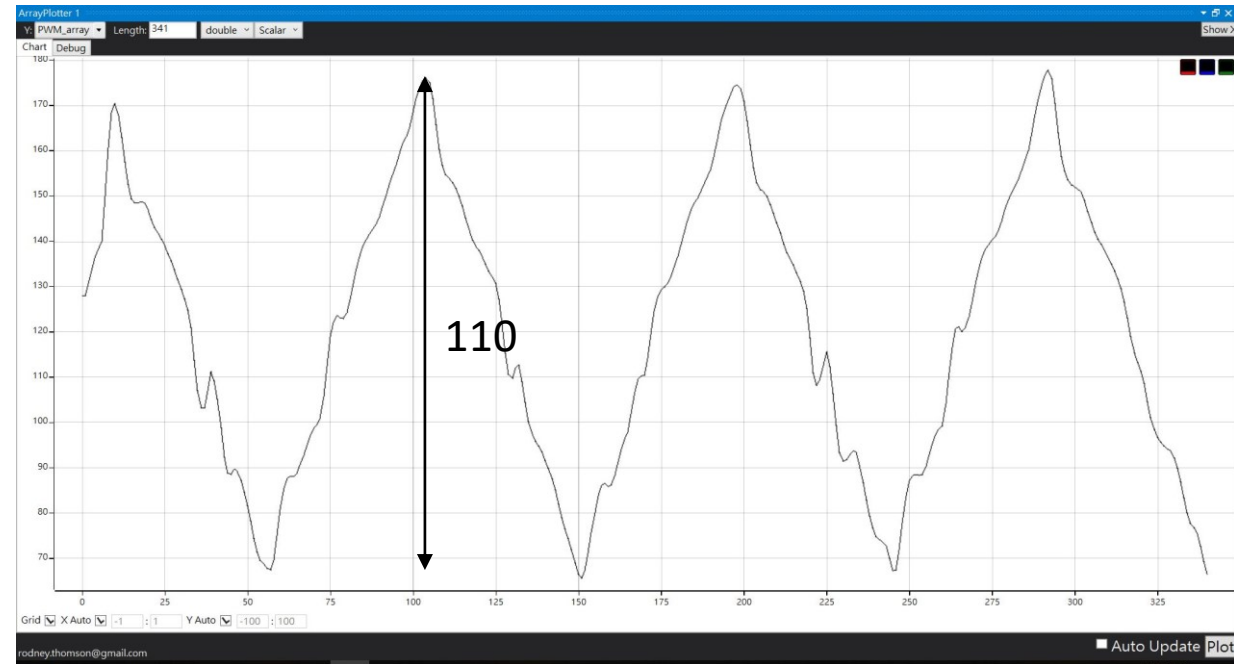 ArrayPlotter 1
Y: PWM_array Length: 341 double Scalar Show X
Chart Debug
180
170
160
150
140
130
120
110
100
90
80
70
110
0 25 50 75 100 125 150 175 200 225 250 275 300 325
Grid X Auto -1 : 1 Y Auto -100 : 100
Auto Update Plot
rodney.thomson@gmail.com